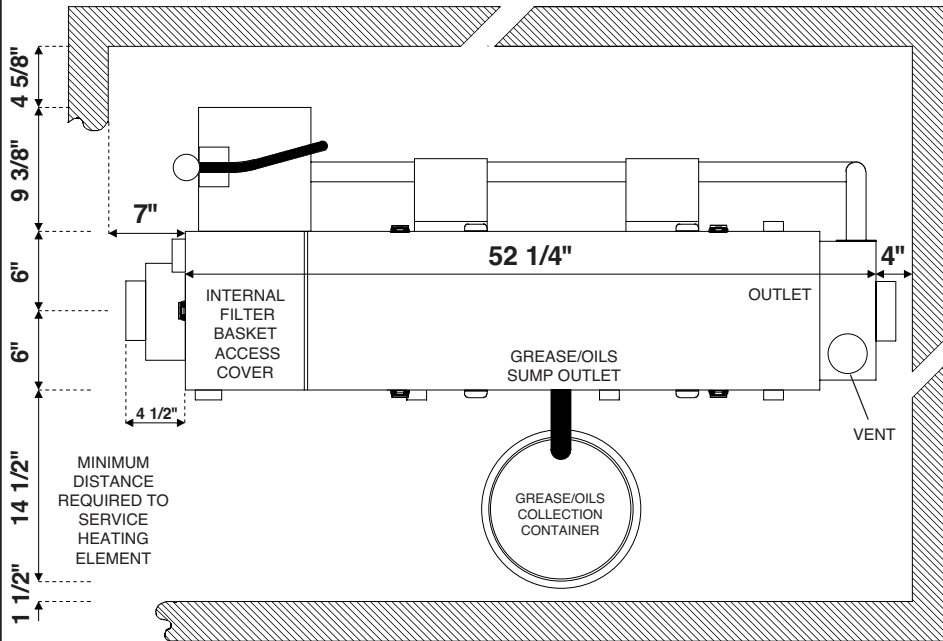 4 5/8"
9 3/8"
6"
6"
14 1/2"
1 1/2"
7"
52 1/4"
4"
INTERNAL
FILTER
BASKET
ACCESS
COVER
OUTLET
GREASE/OILS
SUMP OUTLET
4 1/2"
VENT
MINIMUM
DISTANCE
REQUIRED TO
SERVICE
HEATING
ELEMENT
GREASE/OILS
COLLECTION
CONTAINER